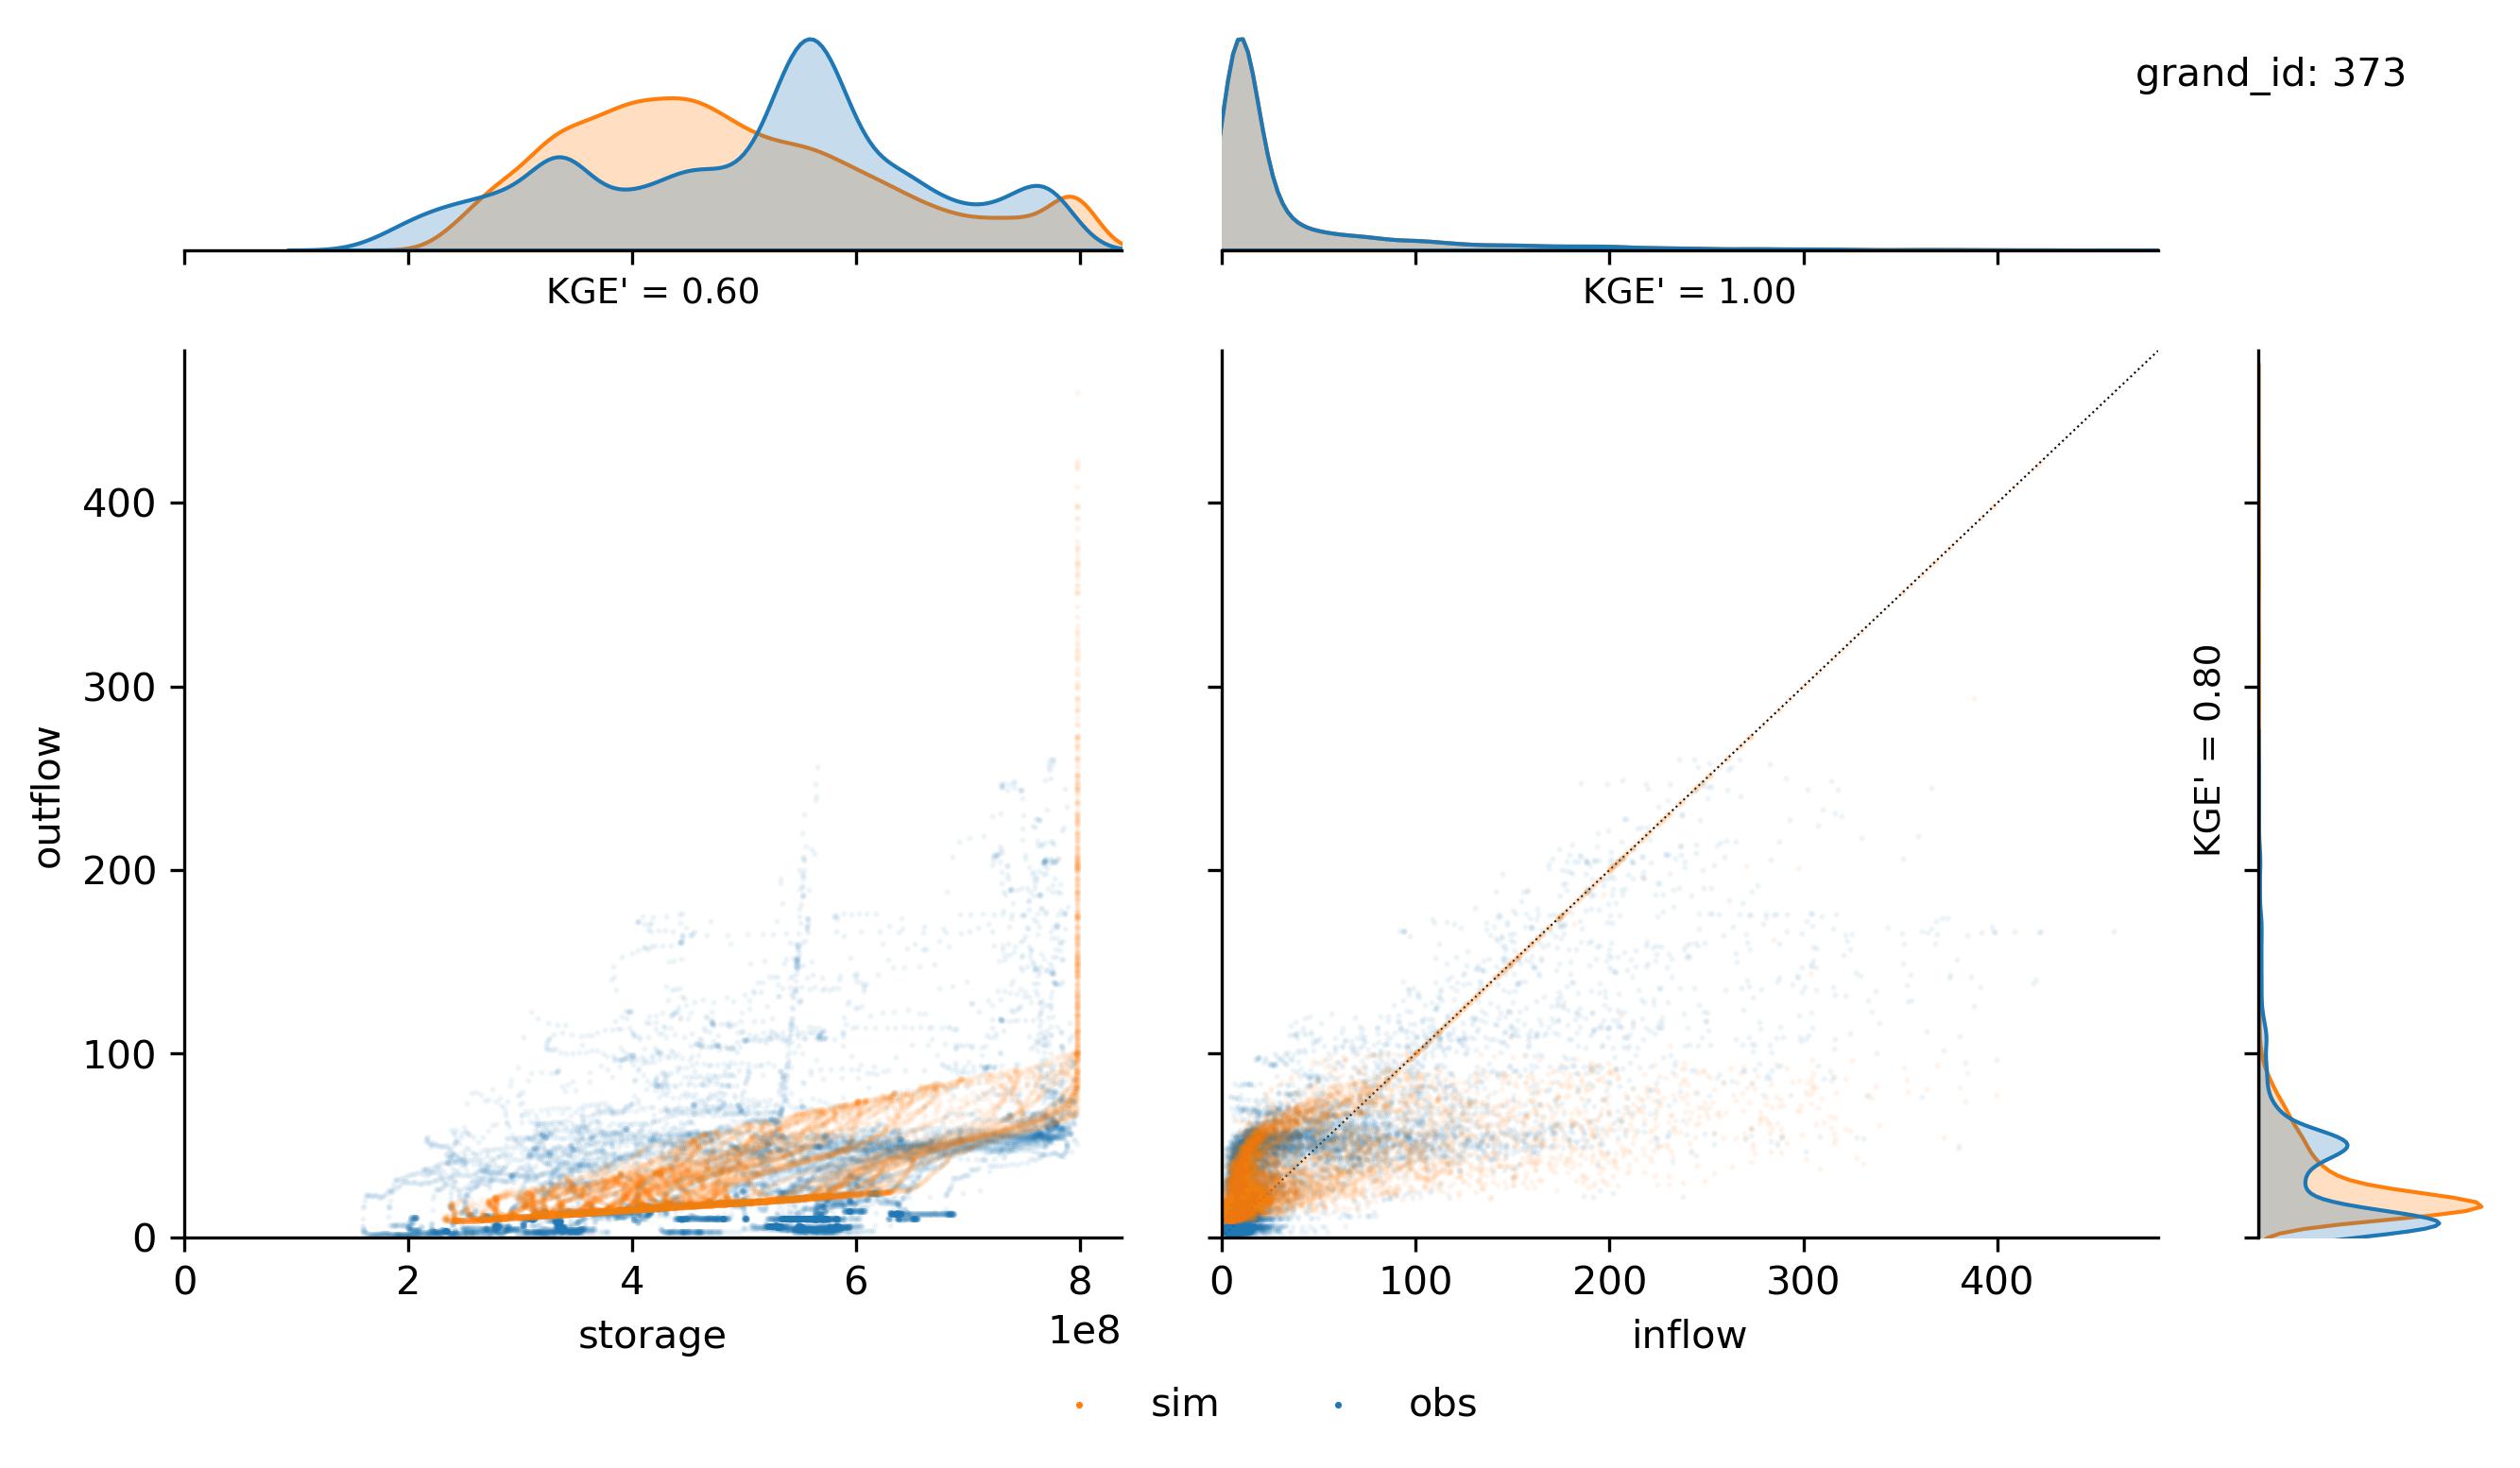 grand_id: 373
KGE' = 0.60
KGE' = 1.00
outflow
400
300
200
100
0
KGE' = 0.80
0 2 4 6 8
1e8
storage
0 100 200 300 400
inflow
sim obs